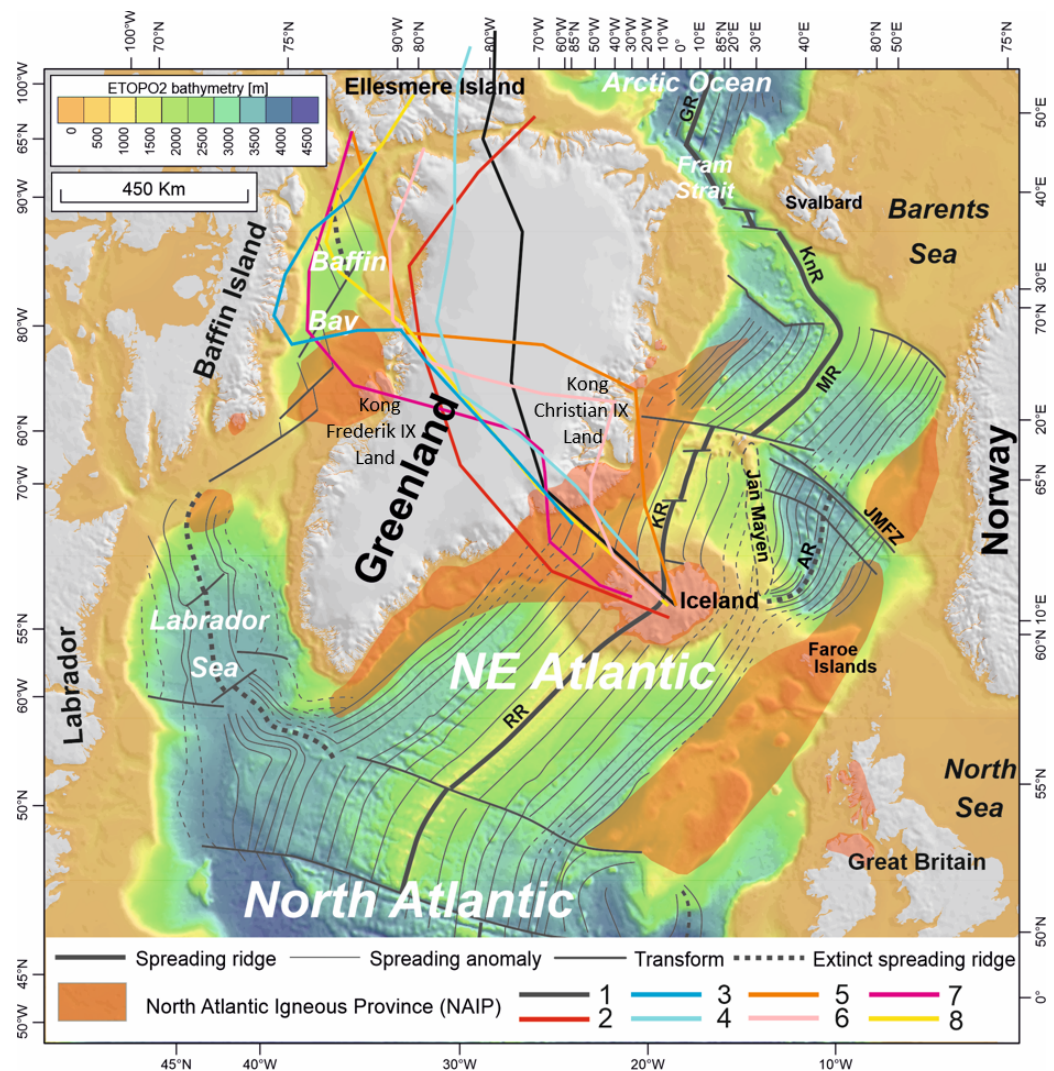 100°W
70°N
75°N
90°W
80°N
80°W
70°W
60°W
85°N
50°W
40°W
30°W
20°W
10°W
0°
10°E
85°N
20°E
30°E
40°E
80°N
50°E
75°N
100°W
65°N
90°W
80°W
60°N
70°W
55°N
60°W
50°N
45°N
50°W
50°E
40°E
30°E
70°N
20°E
65°N
10°E
60°N
55°N
50°N
0°
ETOPO2 bathymetry [m]
0
500
1000
1500
2000
2500
3000
3500
4000
4500
450 Km
Ellesmere Island
Arctic Ocean
GR
Fram
Strait
Svalbard
Barents
Sea
KnR
Baffin Island
Baffin
Bay
MR
Kong
Frederik IX
Land
Kong
Christian IX
Land
Greenland
Norway
KR
Jan Mayen
JMFZ
AR
Iceland
Labrador
Sea
Labrador
NE Atlantic
Faroe
Islands
RR
North
Sea
Great Britain
North Atlantic
Spreading ridge
Spreading anomaly
Transform
Extinct spreading ridge
North Atlantic Igneous Province (NAIP)
1
3
5
7
2
4
6
8
45°N
40°W
30°W
20°W
10°W